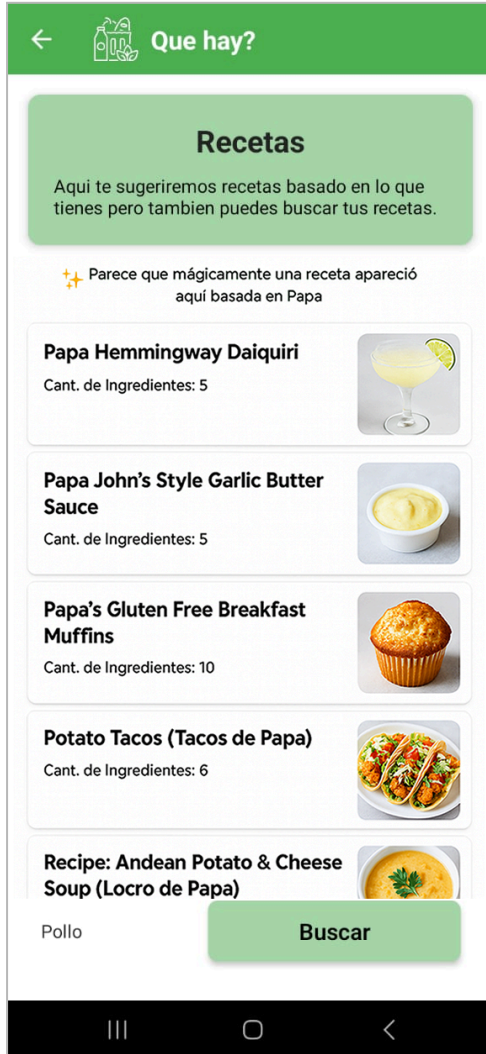 Que hay?
Recetas
Aqui te sugeriremos recetas basado en lo que
tienes pero tambien puedes buscar tus recetas.
✨ Parece que mágicamente una receta apareció
aquí basada en Papa
Papa Hemmingway Daiquiri
Cant. de Ingredientes: 5
Papa John’s Style Garlic Butter
Sauce
Cant. de Ingredientes: 5
Papa’s Gluten Free Breakfast
Muffins
Cant. de Ingredientes: 10
Potato Tacos (Tacos de Papa)
Cant. de Ingredientes: 6
Recipe: Andean Potato & Cheese
Soup (Locro de Papa)
Pollo
Buscar